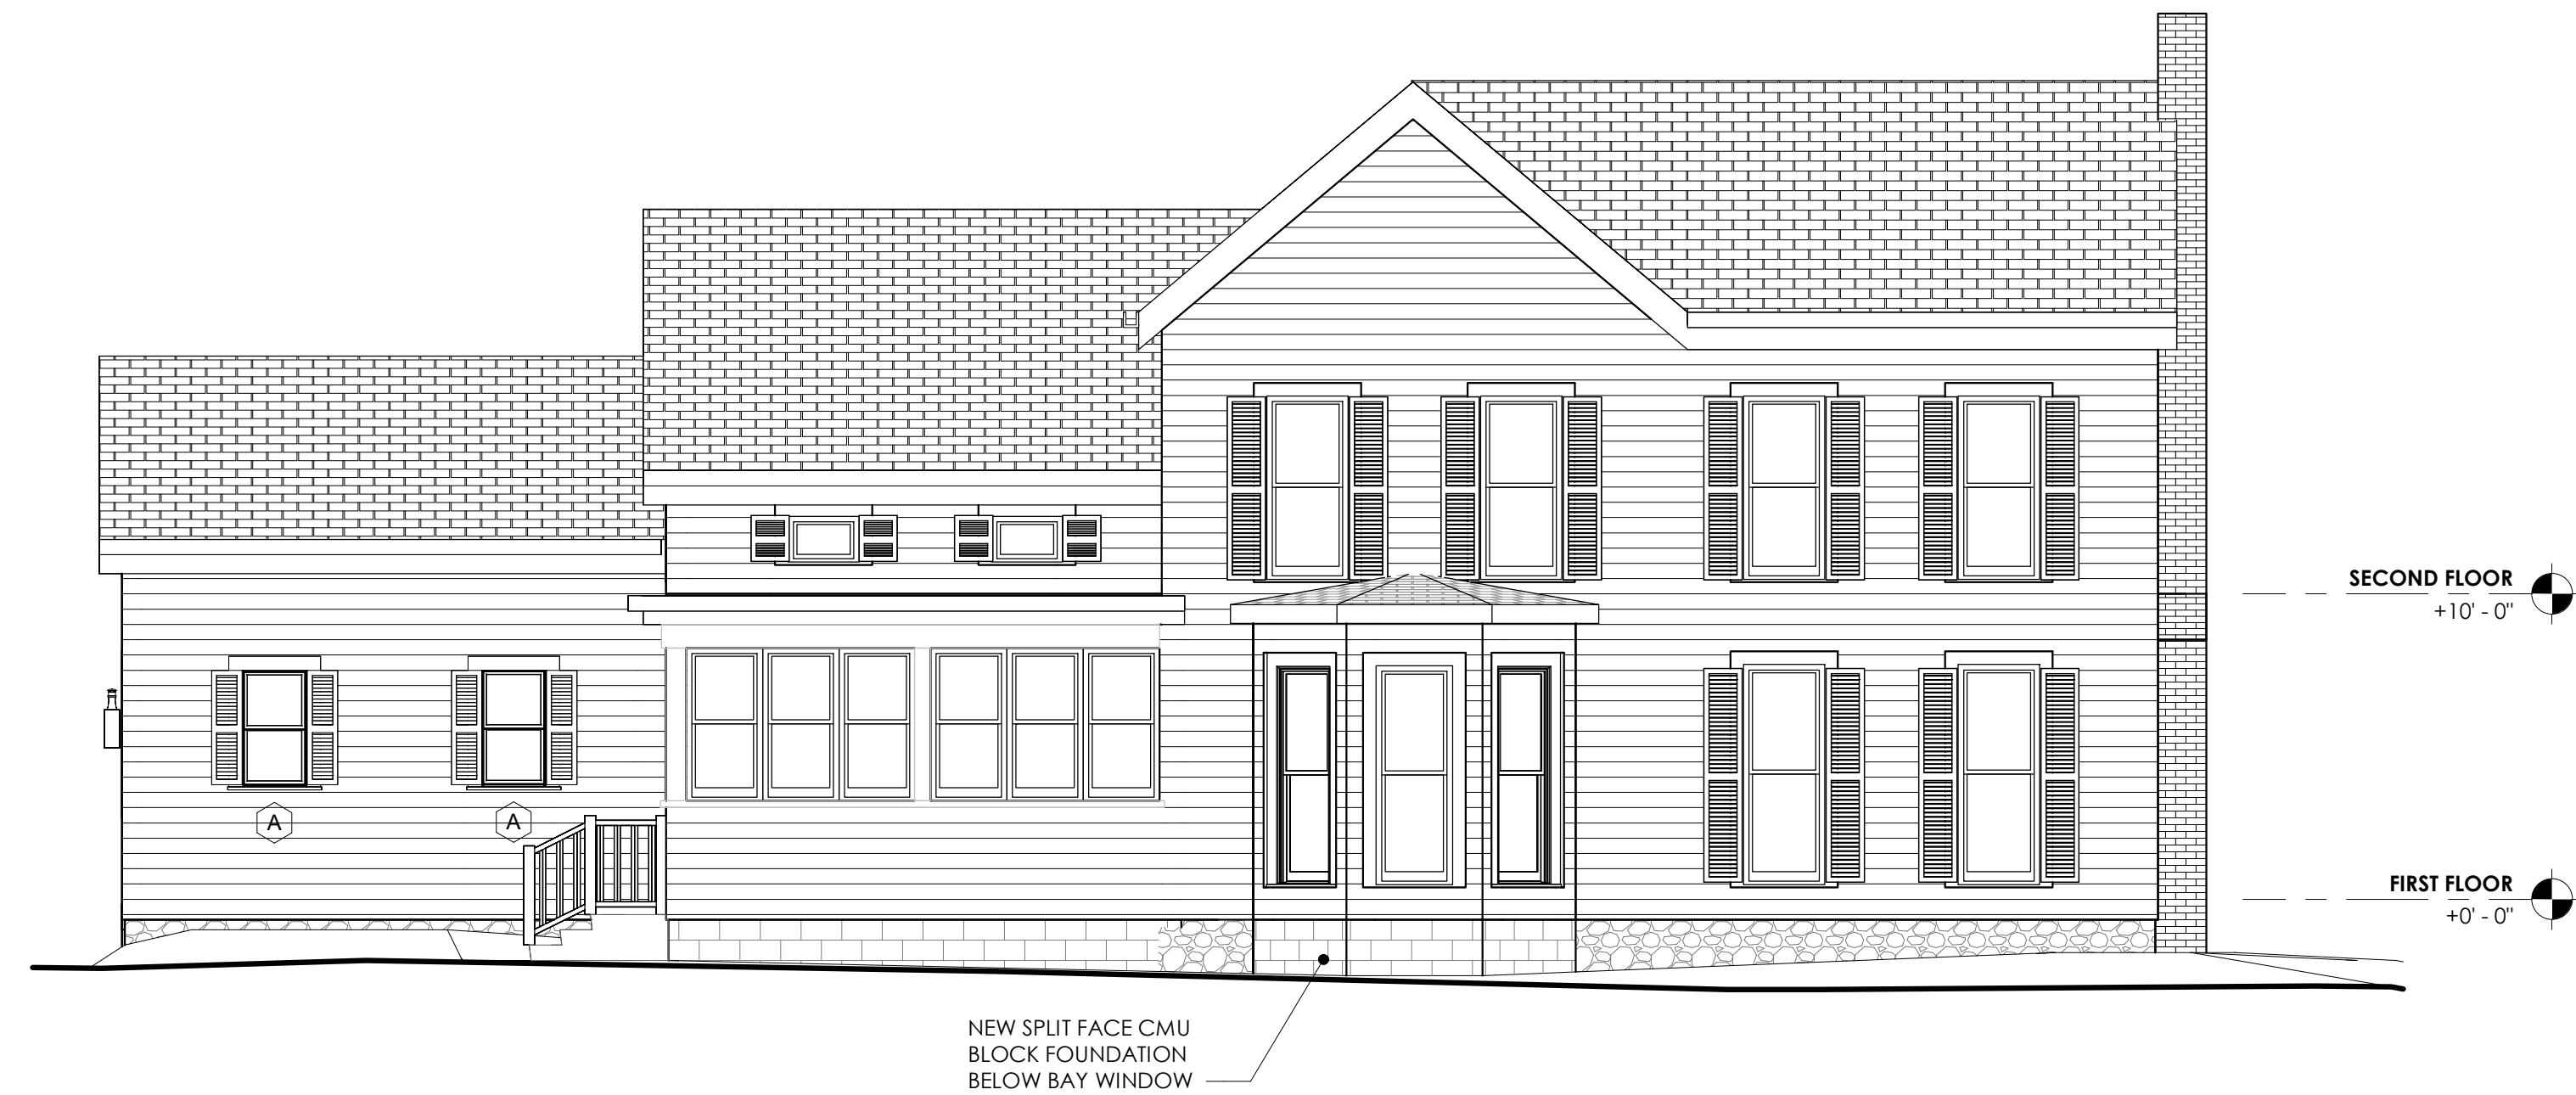 SECOND FLOOR
+10' - 0"
A
A
FIRST FLOOR
+0' - 0"
NEW SPLIT FACE CMU
BLOCK FOUNDATION
BELOW BAY WINDOW